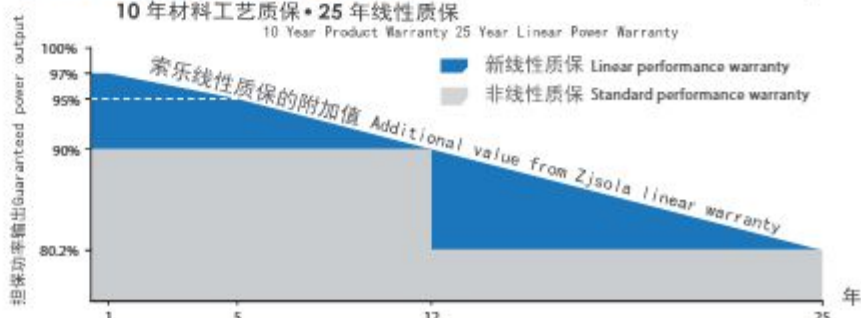 10 年材料工艺质保•25 年线性质保
10 Year Product Warranty 25 Year Linear Power Warranty
担保功率输出Guaranteed power output
100%
97%
95%
90%
80.2%
新线性质保 Linear performance warranty
非线性质保 Standard performance warranty
索乐线性质保的附加值 Additional value from Zjsola linear warranty
1 5 12 25 年